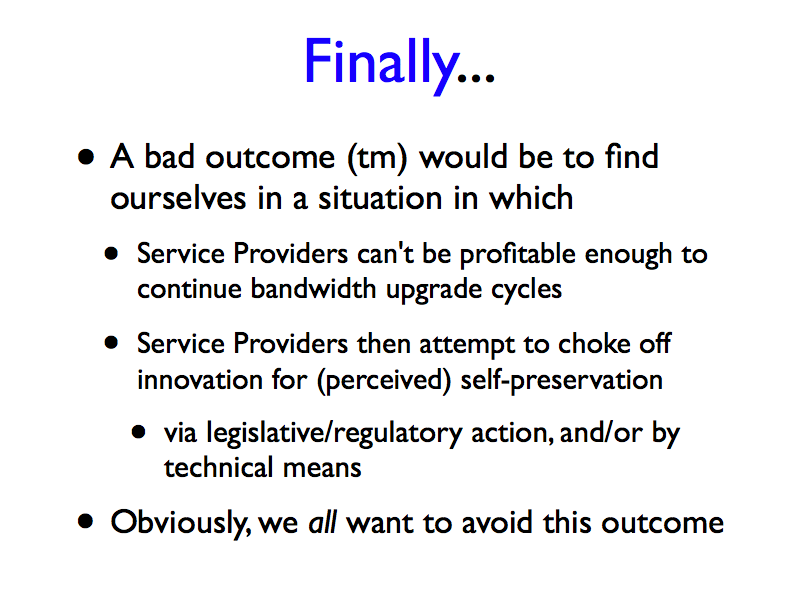 Finally...
• A bad outcome (tm) would be to find
ourselves in a situation in which
• Service Providers can't be profitable enough to
continue bandwidth upgrade cycles
• Service Providers then attempt to choke off
innovation for (perceived) self-preservation
• via legislative/regulatory action, and/or by
technical means
• Obviously, we all want to avoid this outcome